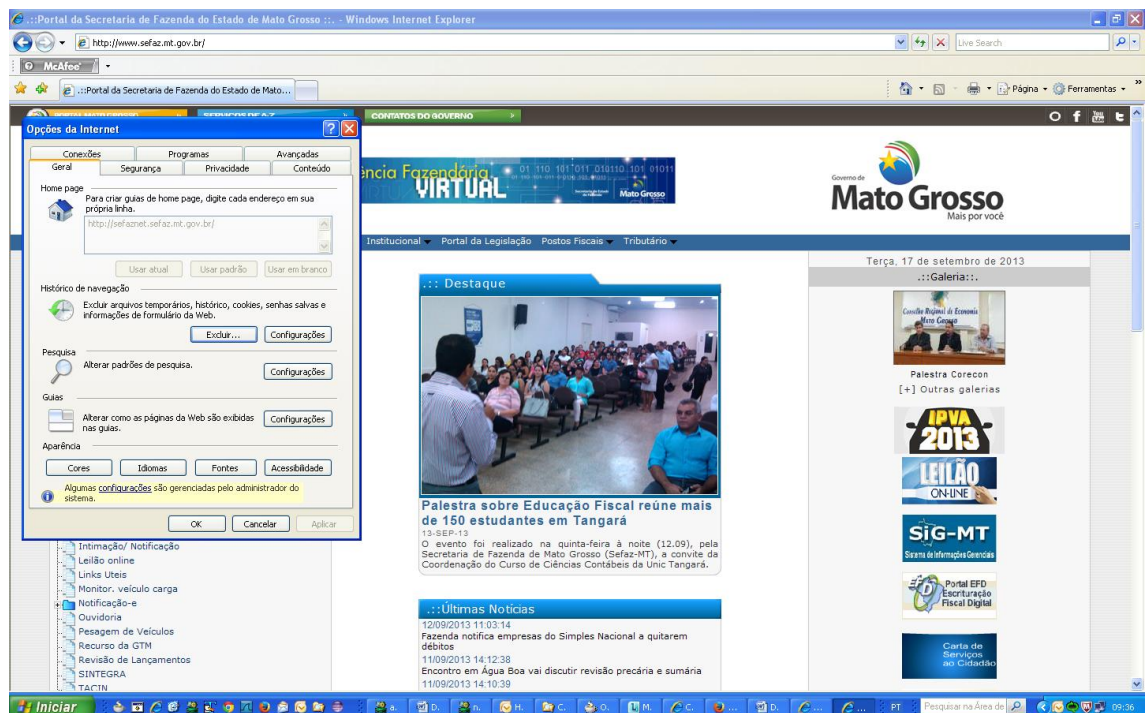 .::Portal da Secretaria de Fazenda do Estado de Mato Grosso ::. - Windows Internet Explorer
http://www.sefaz.mt.gov.br/
Live Search
McAfee
.::Portal da Secretaria de Fazenda do Estado de Mato...
Página
Ferramentas
CONTATOS DO GOVERNO
Opções da Internet
Conexões Programas Avançadas
Geral Segurança Privacidade Conteúdo
Home page
Para criar guias de home page, digite cada endereço em sua
própria linha.
http://sefaznet.sefaz.mt.gov.br/
Usar atual Usar padrão Usar em branco
Histórico de navegação
Excluir arquivos temporários, histórico, cookies, senhas salvas e
informações de formulário da Web.
Excluir... Configurações
Pesquisa
Alterar padrões de pesquisa.
Configurações
Guias
Alterar como as páginas da Web são exibidas
nas guias.
Configurações
Aparência
Cores Idiomas Fontes Acessibilidade
Algumas configurações são gerenciadas pelo administrador do
sistema.
OK Cancelar Aplicar
Intimação/ Notificação
Leilão online
Links Uteis
Monitor. veículo carga
Notificação-e
Ouvidoria
Pesagem de Veículos
Recurso da GTM
Revisão de Lançamentos
SINTEGRA
TACIN
ência Fazendária
VIRTUAL
Mato Grosso
Governo de
Mato Grosso
Mais por você
Institucional Portal da Legislação Postos Fiscais Tributário
.:: Destaque
Palestra sobre Educação Fiscal reúne mais
de 150 estudantes em Tangará
13-SEP-13
O evento foi realizado na quinta-feira à noite (12.09), pela
Secretaria de Fazenda de Mato Grosso (Sefaz-MT), a convite da
Coordenação do Curso de Ciências Contábeis da Unic Tangará.
.::Últimas Notícias
12/09/2013 11:03:14
Fazenda notifica empresas do Simples Nacional a quitarem
débitos
11/09/2013 14:12:38
Encontro em Água Boa vai discutir revisão precária e sumária
11/09/2013 14:10:39
Terça, 17 de setembro de 2013
.::Galeria::.
Conselho Regional de Economia
Mato Grosso
Palestra Corecon
[+] Outras galerias
IPVA
2013
LEILÃO
ON-LINE
SiG-MT
Sistema de Informações Gerenciais
Portal EFD
Escrituração
Fiscal Digital
Carta de
Serviços
ao Cidadão
Iniciar
PT
Pesquisar na Área de
09:36